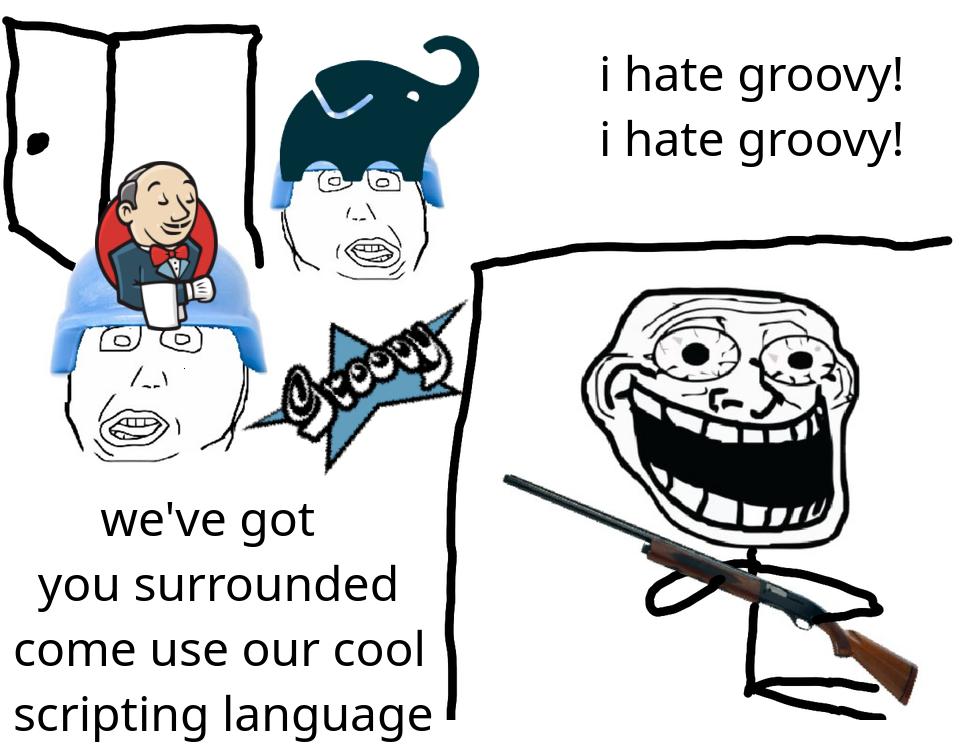 i hate groovy!
i hate groovy!
Groovy
we've got
you surrounded
come use our cool
scripting language